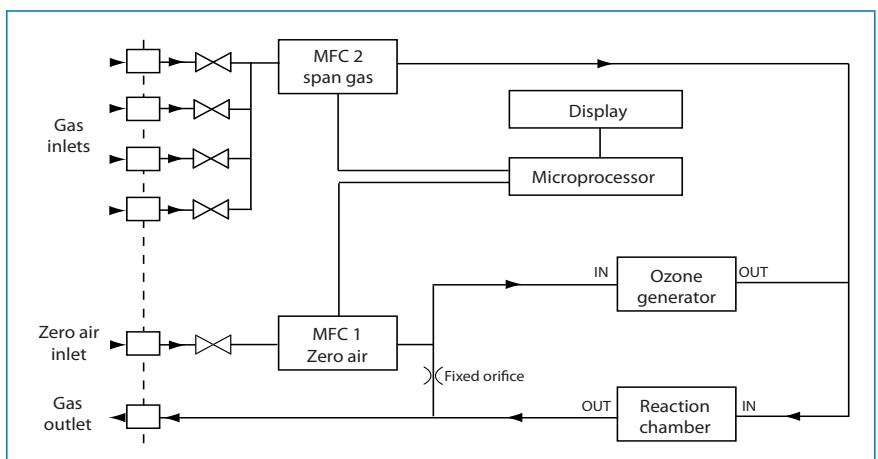 MFC 2
span gas
Display
Gas
inlets
Microprocessor
IN
Ozone
generator
OUT
Zero air
inlet
MFC 1
Zero air
Fixed orifice
Gas
outlet
OUT
Reaction
chamber
IN